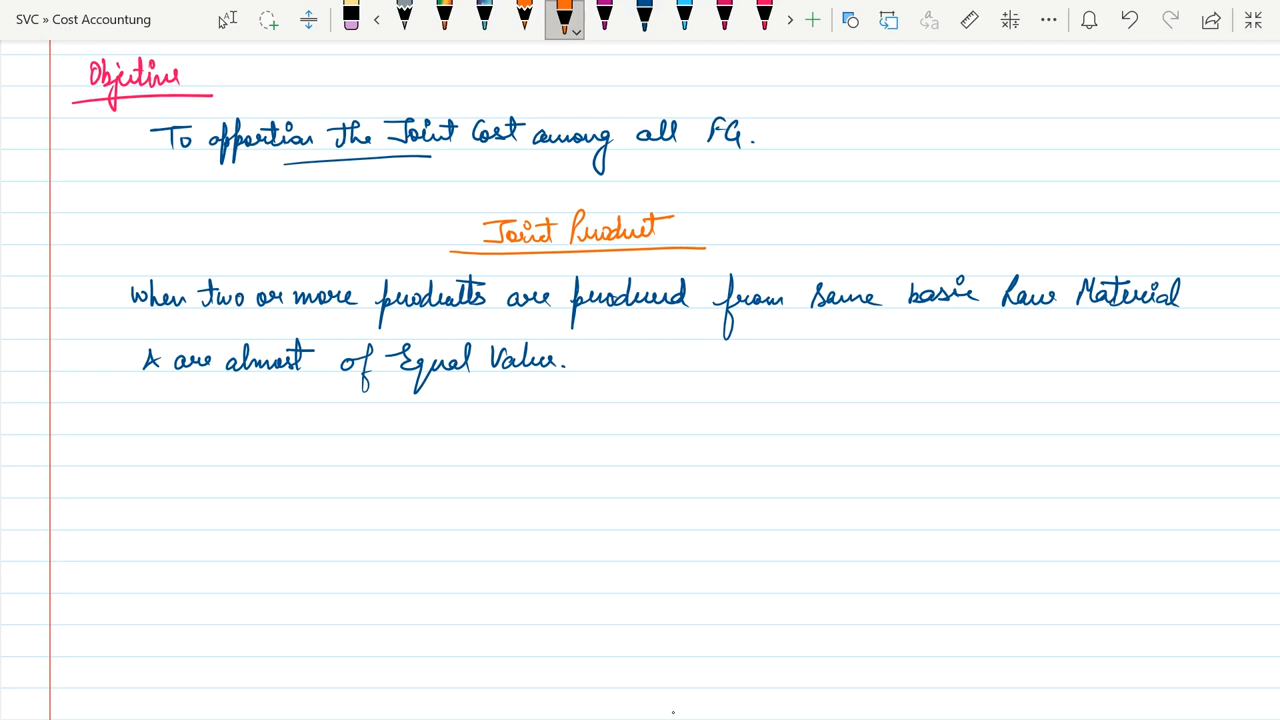 SVC » Cost Accountung
Objective
To apportion the Joint Cost among all FG.
Joint Product
When two or more products are produced from same basic Raw Material
& are almost of Equal Value.